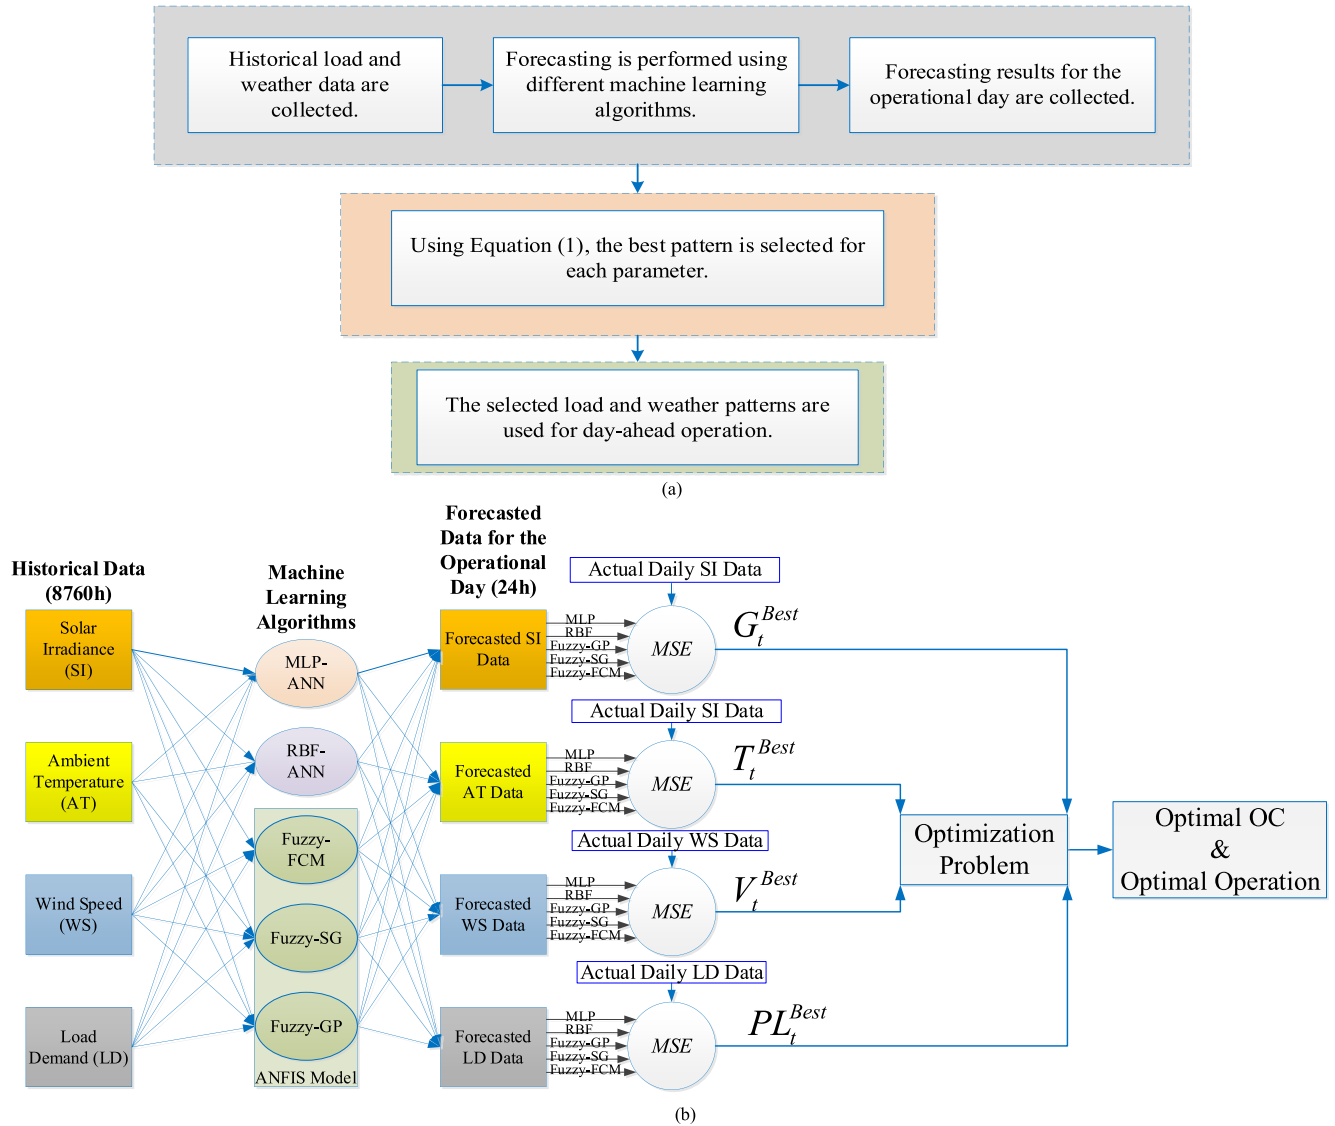 Historical load and
weather data are
collected.
Forecasting is performed using
different machine learning
algorithms.
Forecasting results for the
operational day are collected.
Using Equation (1), the best pattern is selected for
each parameter.
The selected load and weather patterns are
used for day-ahead operation.
(a)
Historical Data
(8760h)
Solar
Irradiance
(SI)
Ambient
Temperature
(AT)
Wind Speed
(WS)
Load
Demand (LD)
Machine
Learning
Algorithms
MLP-
ANN
RBF-
ANN
Fuzzy-
FCM
Fuzzy-SG
Fuzzy-GP
ANFIS Model
Forecasted
Data for the
Operational
Day (24h)
Forecasted SI
Data
Forecasted
AT Data
Forecasted
WS Data
Forecasted
LD Data
Actual Daily SI Data
MLP
RBF
Fuzzy-GP
Fuzzy-SG
Fuzzy-FCM
MSE
G_t^{Best}
Actual Daily SI Data
MLP
RBF
Fuzzy-GP
Fuzzy-SG
Fuzzy-FCM
MSE
T_t^{Best}
Actual Daily WS Data
MLP
RBF
Fuzzy-GP
Fuzzy-SG
Fuzzy-FCM
MSE
V_t^{Best}
Actual Daily LD Data
MLP
RBF
Fuzzy-GP
Fuzzy-SG
Fuzzy-FCM
MSE
PL_t^{Best}
Optimization
Problem
Optimal OC
&
Optimal Operation
(b)